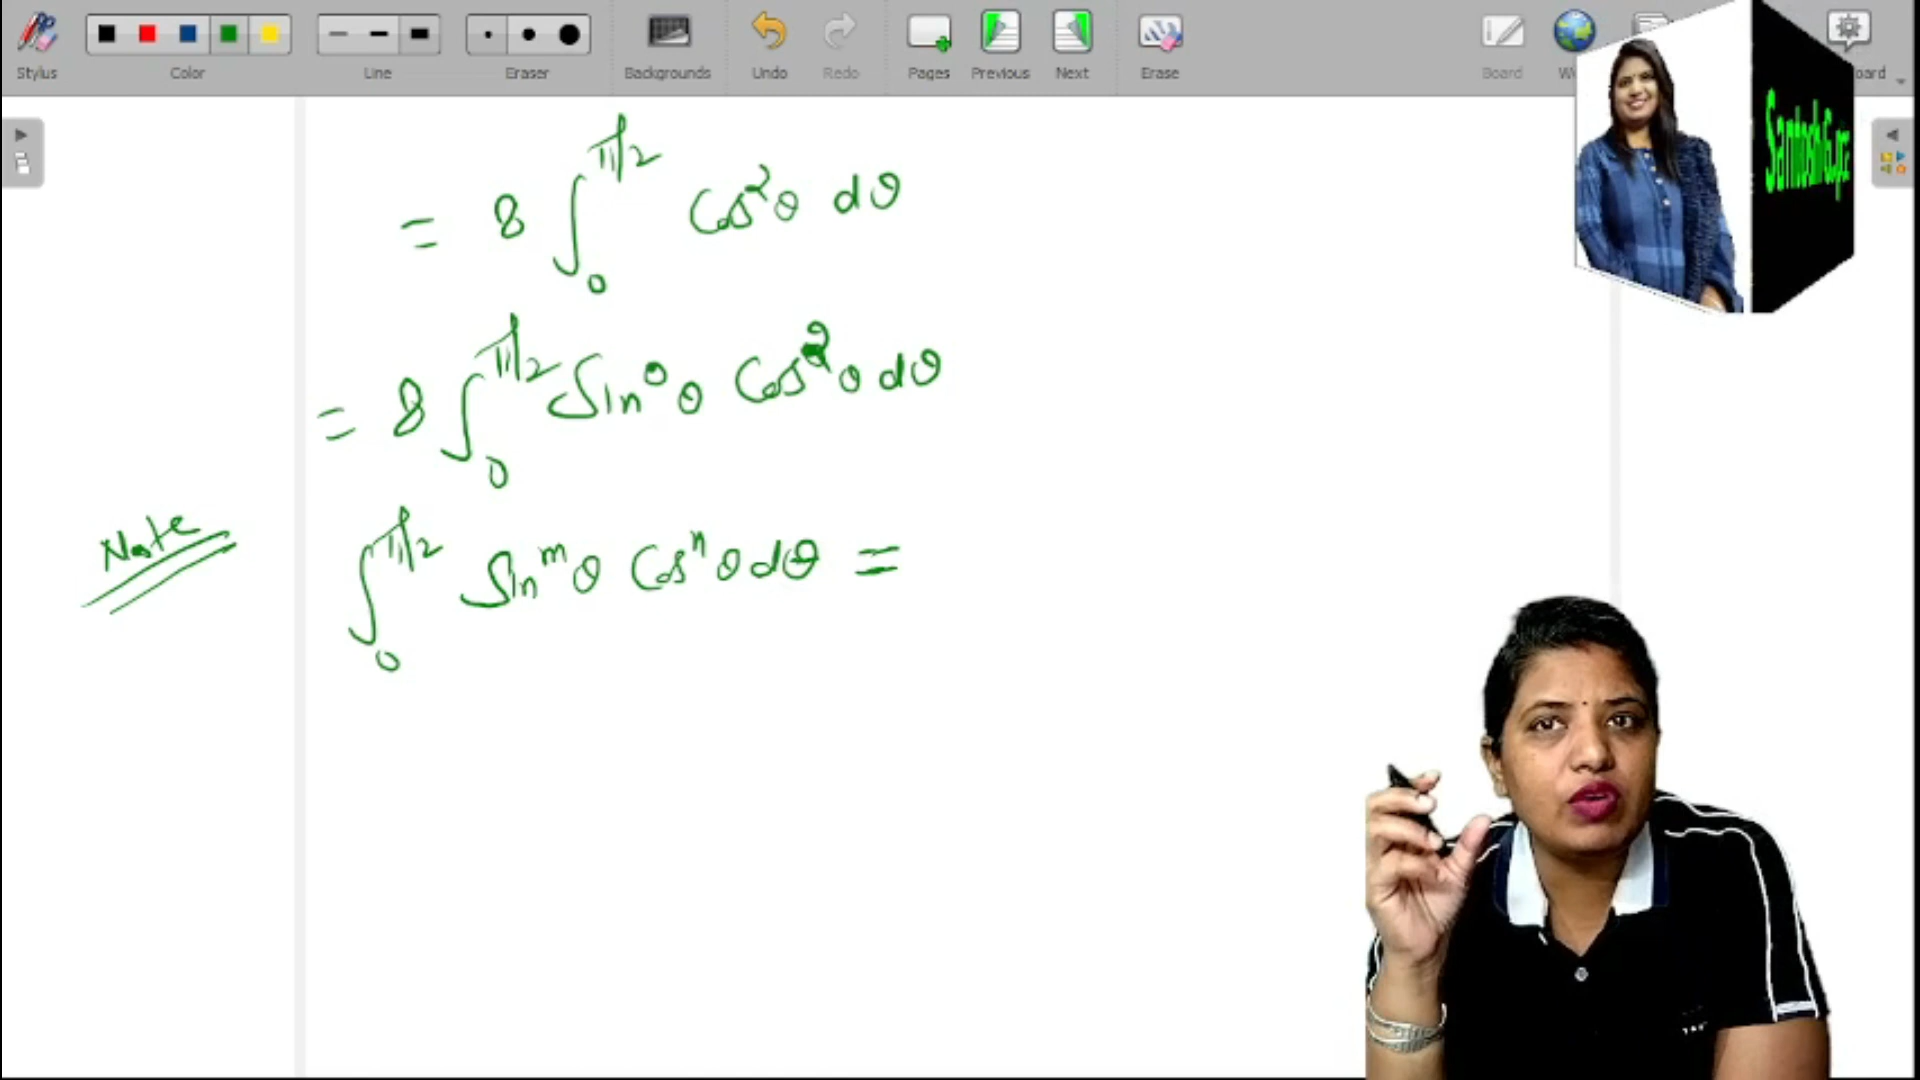 Stylus Color Line Eraser Backgrounds Undo Redo Pages Previous Next Erase Board
= 8 ∫₀^π/2 Cos²θ dθ
= 8 ∫₀^π/2 Sin⁰θ Cos²θ dθ
Note ∫₀^π/2 Sinᵐθ Cosⁿθ dθ =